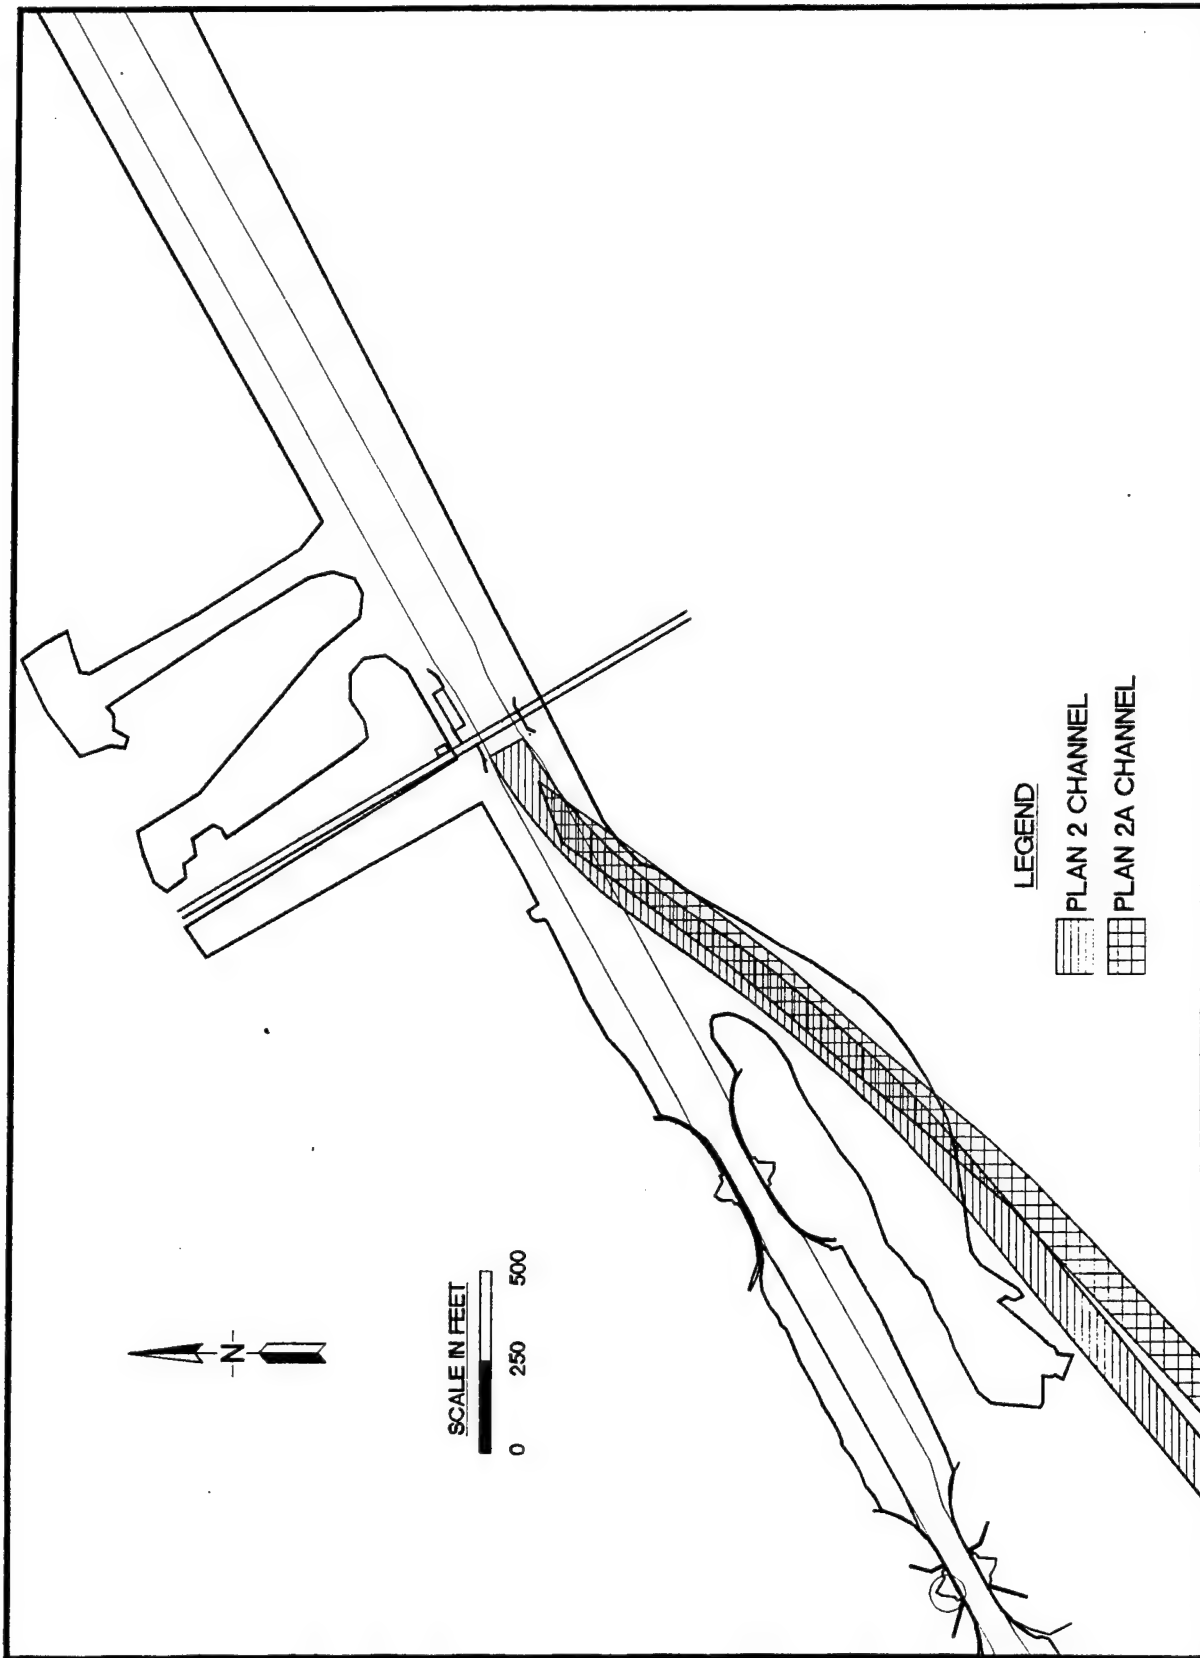 -N-
SCALE IN FEET
0 250 500
LEGEND
PLAN 2 CHANNEL
PLAN 2A CHANNEL